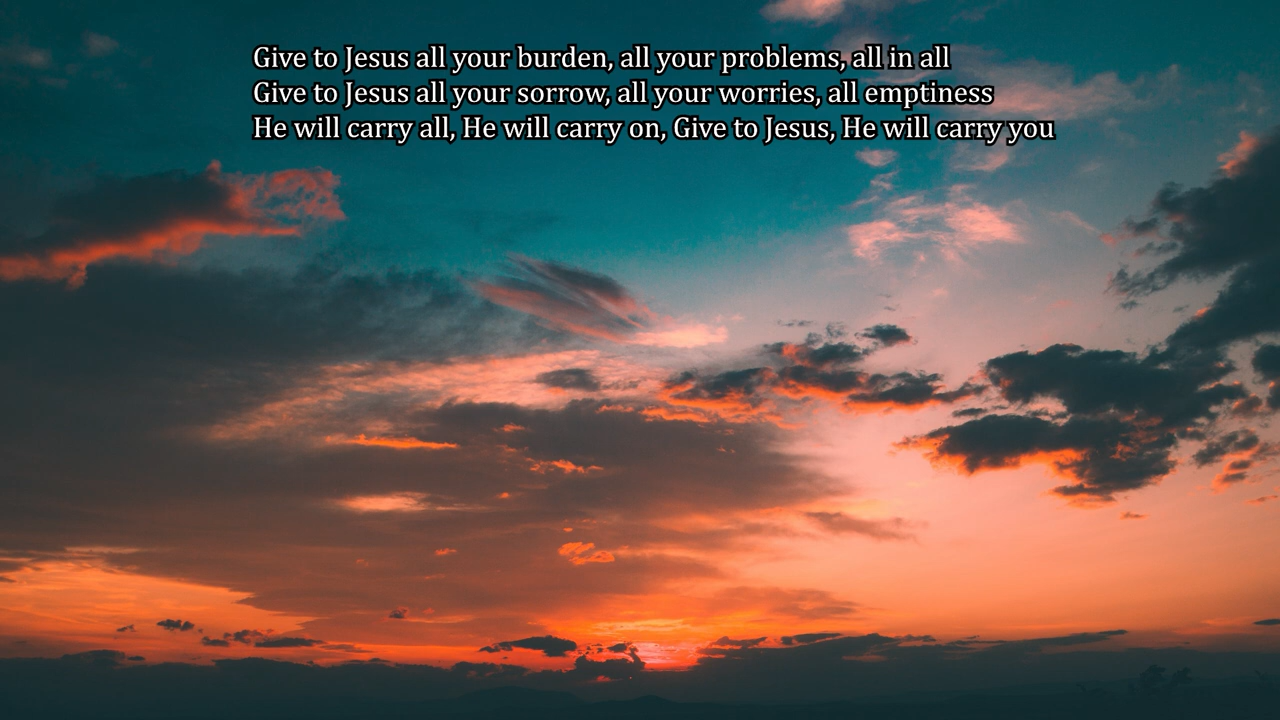 Give to Jesus all your burden, all your problems, all in all
Give to Jesus all your sorrow, all your worries, all emptiness
He will carry all, He will carry on, Give to Jesus, He will carry you